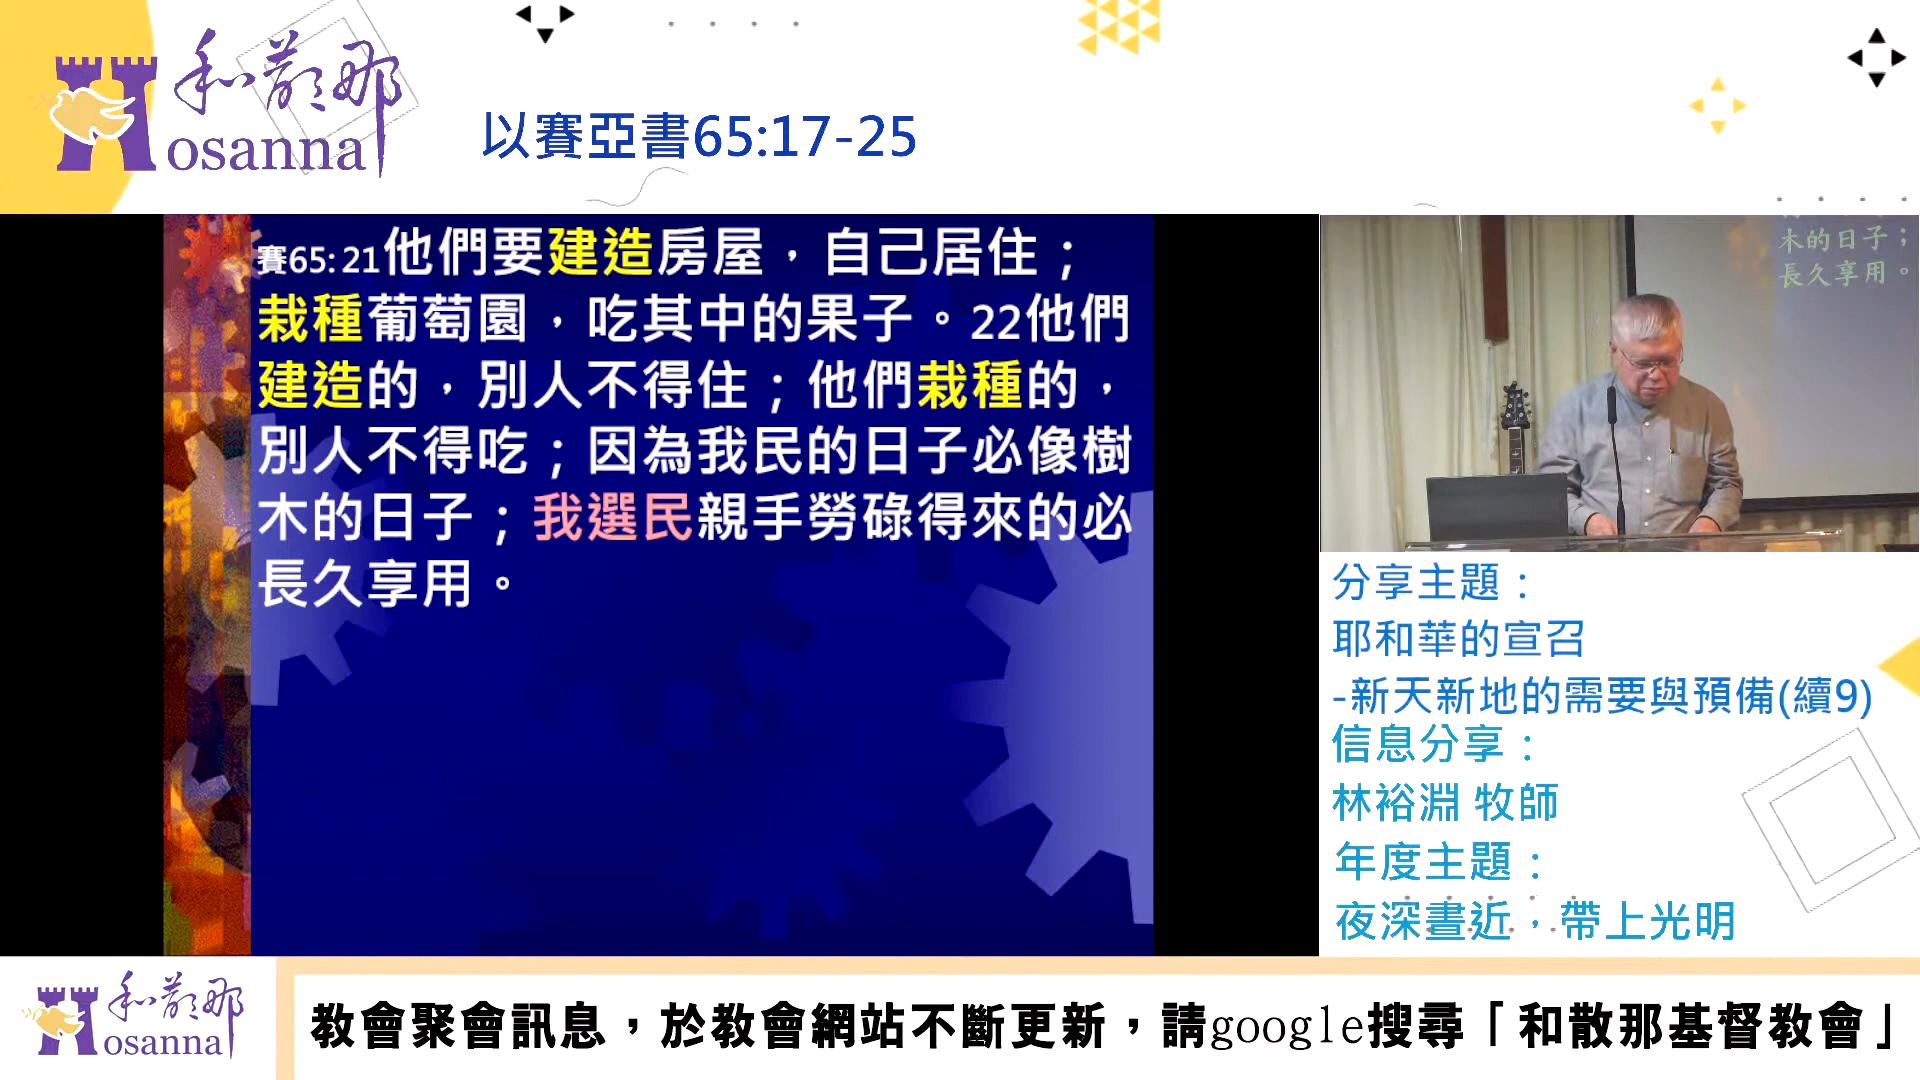 和散那
Hosanna
以賽亞書65:17-25
賽65:21他們要建造房屋，自己居住；
栽種葡萄園，吃其中的果子。22他們
建造的，別人不得住；他們栽種的，
別人不得吃；因為我民的日子必像樹
木的日子；我選民親手勞碌得來的必
長久享用。
木的日子；
長久享用。
分享主題：
耶和華的宣召
-新天新地的需要與預備(續9)
信息分享：
林裕淵 牧師
年度主題：
夜深晝近，帶上光明
和散那
Hosanna
教會聚會訊息，於教會網站不斷更新，請google搜尋「和散那基督教會」